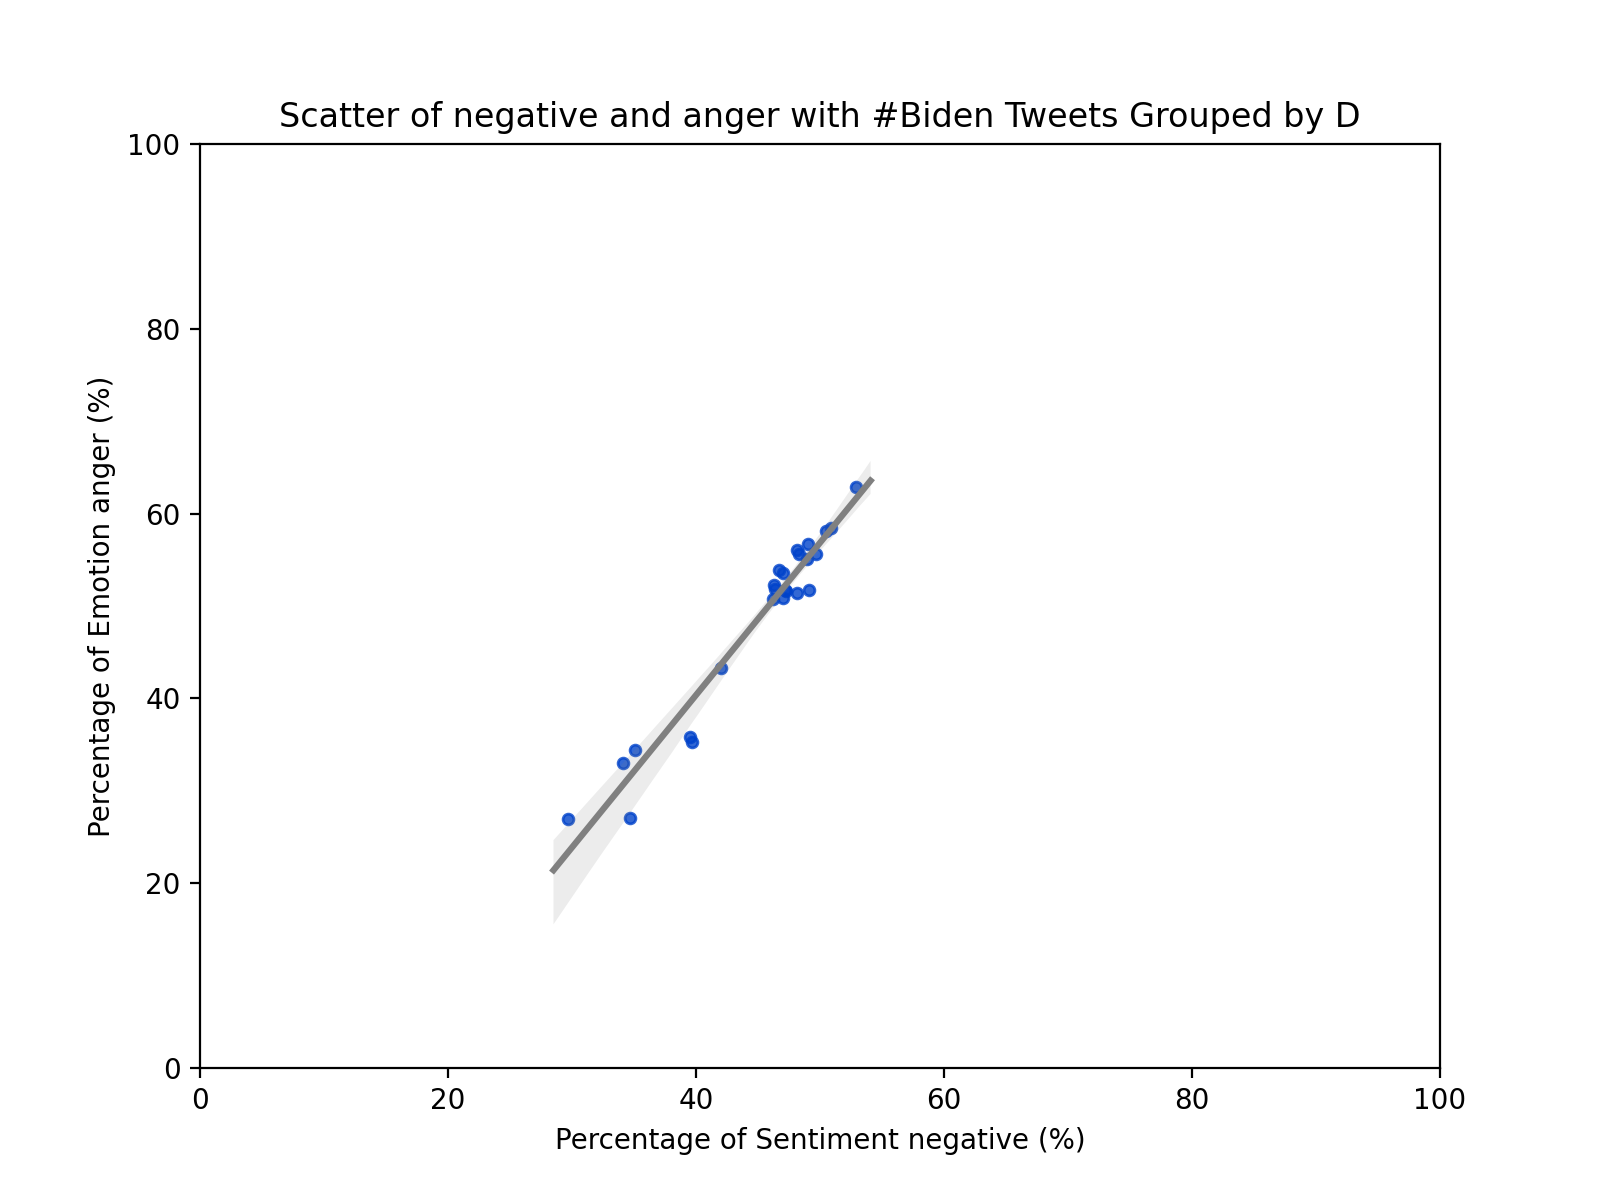 Scatter of negative and anger with #Biden Tweets Grouped by D
100
80
60
40
20
0
Percentage of Emotion anger (%)
0 20 40 60 80 100
Percentage of Sentiment negative (%)